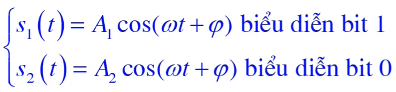 s₁(t) = A₁ cos(ωt + φ) biểu diễn bit 1
s₂(t) = A₂ cos(ωt + φ) biểu diễn bit 0